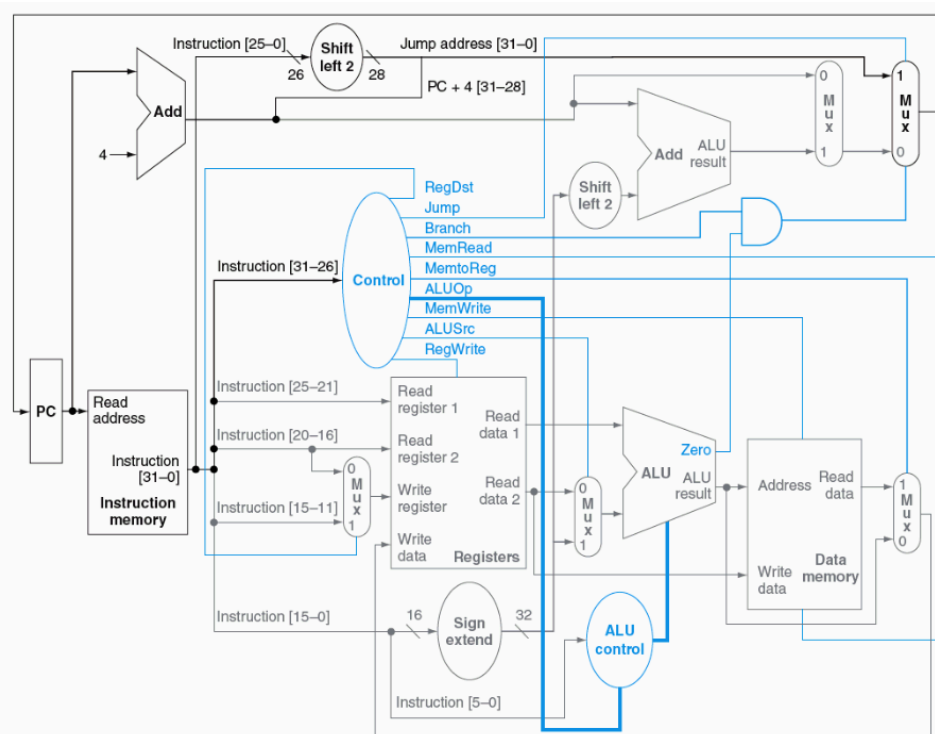 Instruction [25–0]
Shift
left 2
Jump address [31–0]
26
28
PC + 4 [31–28]
Add
4
0
M
u
x
1
1
M
u
x
0
Add
ALU
result
Shift
left 2
RegDst
Jump
Branch
MemRead
MemtoReg
ALUOp
MemWrite
ALUSrc
RegWrite
Instruction [31–26]
Control
PC
Read
address
Instruction
[31–0]
Instruction
memory
Instruction [25–21]
Instruction [20–16]
Instruction [15–11]
0
M
u
x
1
Read
register 1
Read
register 2
Write
register
Write
data
Read
data 1
Read
data 2
Registers
0
M
u
x
1
Zero
ALU
ALU
result
Address
Read
data
Write
data
Data
memory
1
M
u
x
0
Instruction [15–0]
16
Sign
extend
32
ALU
control
Instruction [5–0]